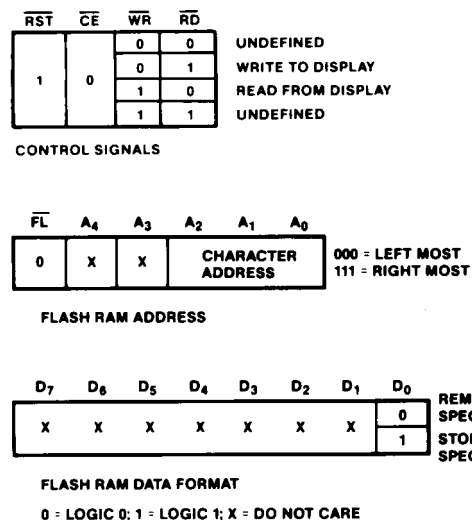 RST CE WR RD
0 0 UNDEFINED
0 1 WRITE TO DISPLAY
1 0
1 0 READ FROM DISPLAY
1 1 UNDEFINED
CONTROL SIGNALS
FL A4 A3 A2 A1 A0
0 X X CHARACTER ADDRESS 000 = LEFT MOST
111 = RIGHT MOST
FLASH RAM ADDRESS
D7 D6 D5 D4 D3 D2 D1 D0
X X X X X X X 0
1
FLASH RAM DATA FORMAT
0 = LOGIC 0; 1 = LOGIC 1; X = DO NOT CARE